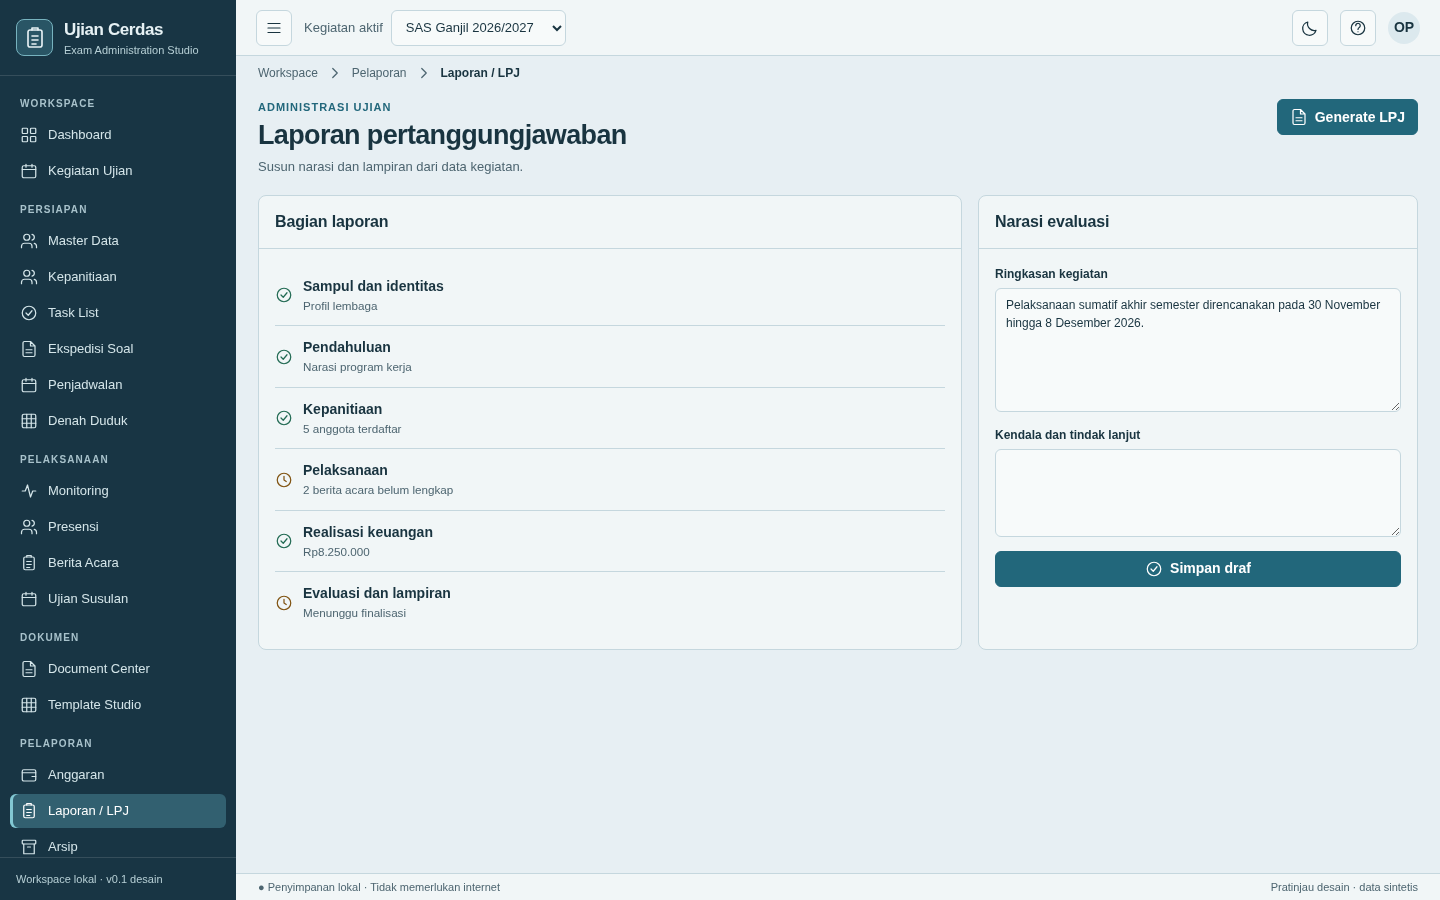 Ujian Cerdas
Exam Administration Studio
WORKSPACE
Dashboard
Kegiatan Ujian
PERSIAPAN
Master Data
Kepanitiaan
Task List
Ekspedisi Soal
Penjadwalan
Denah Duduk
PELAKSANAAN
Monitoring
Presensi
Berita Acara
Ujian Susulan
DOKUMEN
Document Center
Template Studio
PELAPORAN
Anggaran
Laporan / LPJ
Arsip
Workspace lokal · v0.1 desain
Kegiatan aktif SAS Ganjil 2026/2027
OP
Workspace Pelaporan Laporan / LPJ
ADMINISTRASI UJIAN
Laporan pertanggungjawaban
Susun narasi dan lampiran dari data kegiatan.
Generate LPJ
Bagian laporan
Sampul dan identitas
Profil lembaga
Pendahuluan
Narasi program kerja
Kepanitiaan
5 anggota terdaftar
Pelaksanaan
2 berita acara belum lengkap
Realisasi keuangan
Rp8.250.000
Evaluasi dan lampiran
Menunggu finalisasi
Narasi evaluasi
Ringkasan kegiatan
Pelaksanaan sumatif akhir semester direncanakan pada 30 November
hingga 8 Desember 2026.
Kendala dan tindak lanjut
Simpan draf
● Penyimpanan lokal · Tidak memerlukan internet
Pratinjau desain · data sintetis